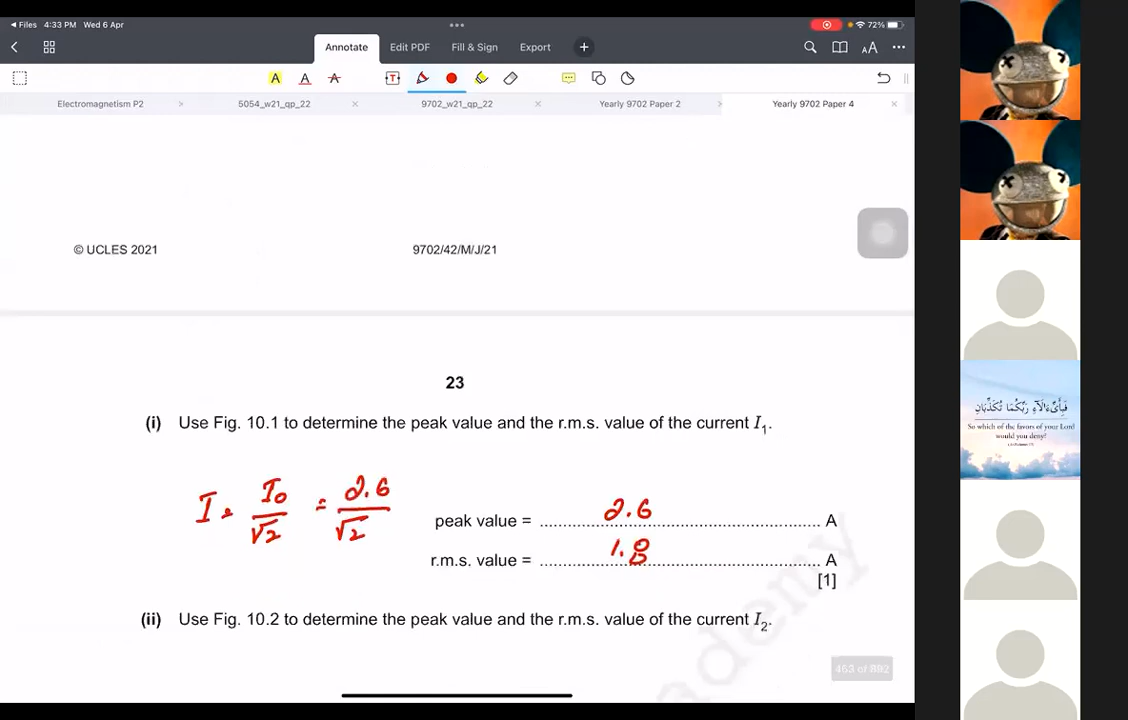 Files 4:33 PM Wed 6 Apr 72%
Annotate Edit PDF Fill & Sign Export
Electromagnetism P2 5054_w21_qp_22 9702_w21_qp_22 Yearly 9702 Paper 2 Yearly 9702 Paper 4
© UCLES 2021 9702/42/M/J/21
23
(i) Use Fig. 10.1 to determine the peak value and the r.m.s. value of the current I₁.
I = I₀/√2 = 2.6/√2
peak value = 2.6 A
r.m.s. value = 1.8 A
[1]
(ii) Use Fig. 10.2 to determine the peak value and the r.m.s. value of the current I₂.
ademy
463 of 892
So which of the favors of your Lord
would you deny?